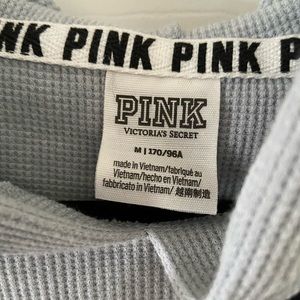 PINK PINK PINK
PINK
VICTORIA'S SECRET
M | 170/96A
made in Vietnam/fabriqué au
Vietnam/hecho en Vietnam/
fabbricato in Vietnam/ 越南制造